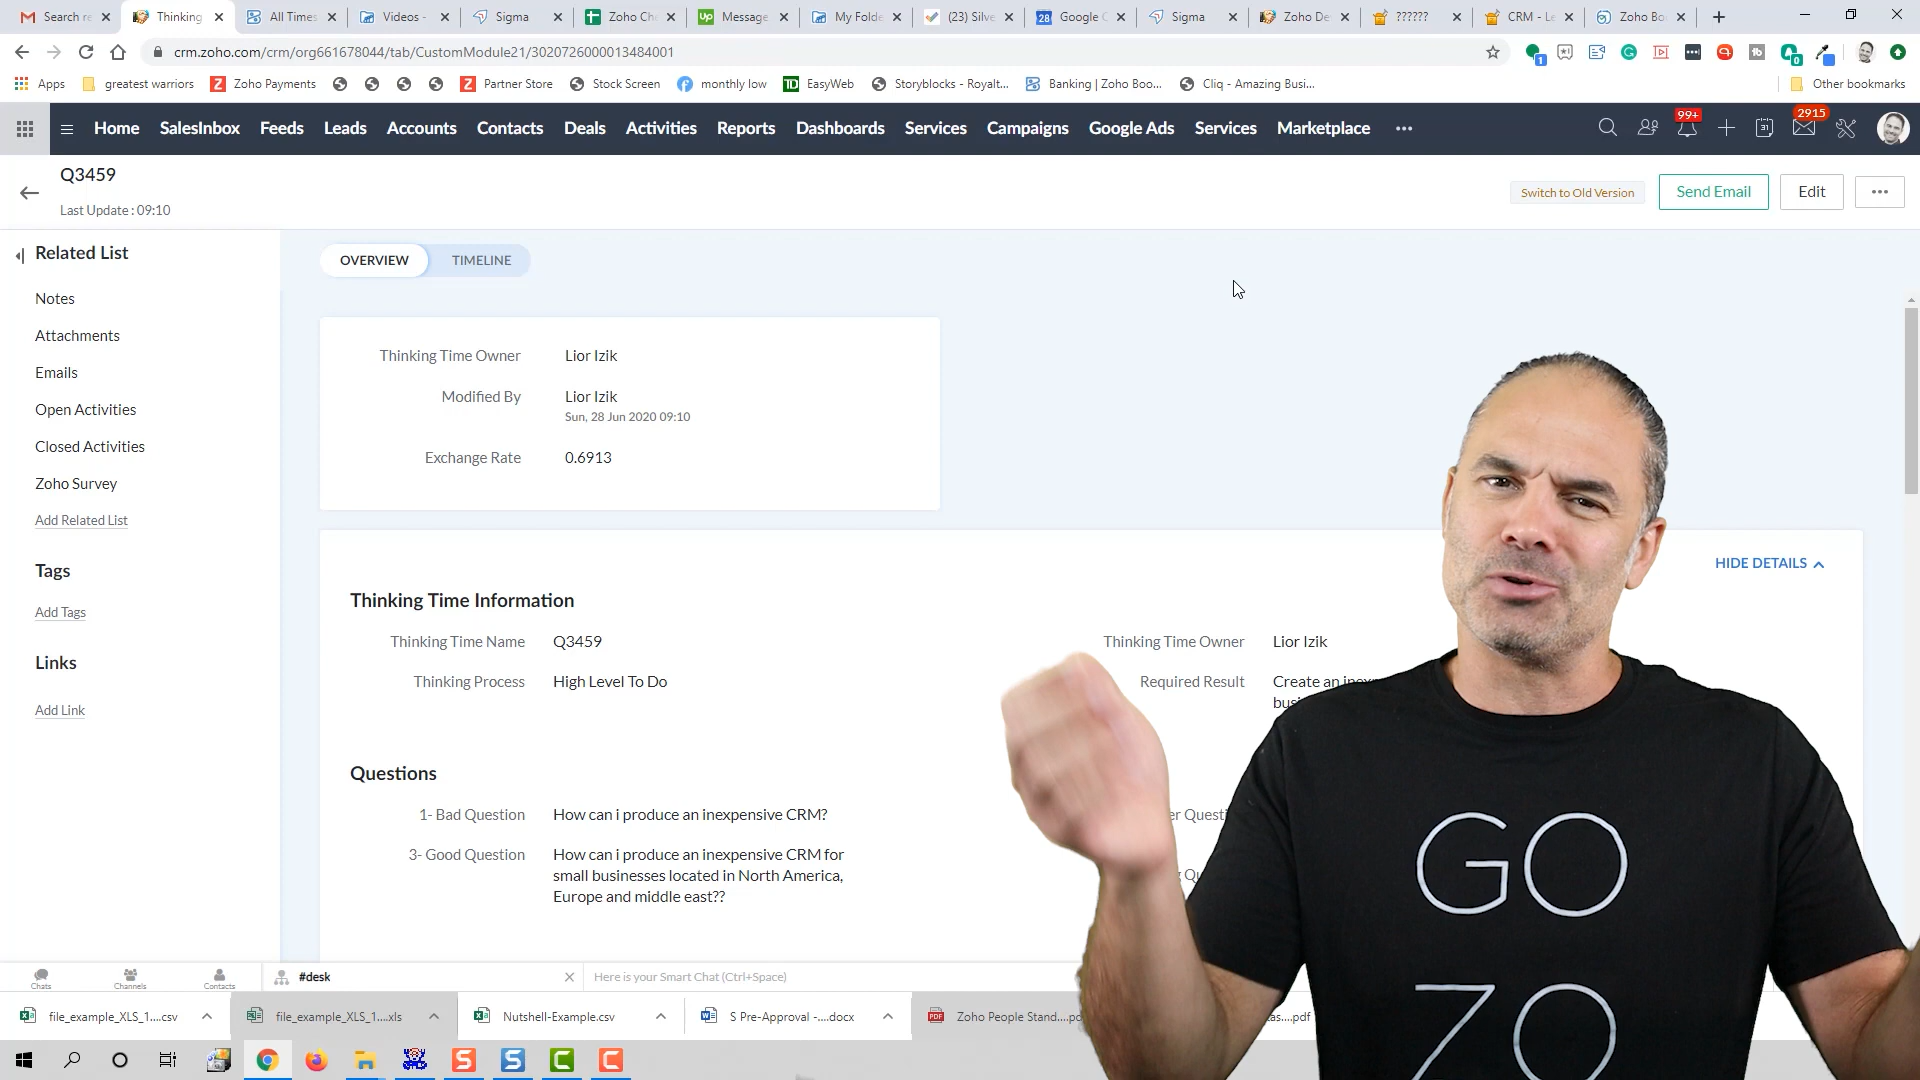 Search re
Thinking
All Times
Videos -
Sigma
Zoho Ch
Message
My Folde
(23) Silve
Google C
Sigma
Zoho De
??????
CRM - Le
Zoho Bo
crm.zoho.com/crm/org661678044/tab/CustomModule21/3020726000013484001
Apps
greatest warriors
Zoho Payments
Partner Store
Stock Screen
monthly low
EasyWeb
Storyblocks - Royalt...
Banking | Zoho Boo...
Cliq - Amazing Busi...
Other bookmarks
Home
SalesInbox
Feeds
Leads
Accounts
Contacts
Deals
Activities
Reports
Dashboards
Services
Campaigns
Google Ads
Services
Marketplace
99+
2915
Q3459
Last Update : 09:10
Switch to Old Version
Send Email
Edit
Related List
Notes
Attachments
Emails
Open Activities
Closed Activities
Zoho Survey
Add Related List
Tags
Add Tags
Links
Add Link
OVERVIEW
TIMELINE
Thinking Time Owner Lior Izik
Modified By Lior Izik
Sun, 28 Jun 2020 09:10
Exchange Rate 0.6913
HIDE DETAILS
Thinking Time Information
Thinking Time Name Q3459
Thinking Time Owner Lior Izik
Thinking Process High Level To Do
Required Result Create an inexp
busi
Questions
1- Bad Question How can i produce an inexpensive CRM?
er Questi
3- Good Question How can i produce an inexpensive CRM for
small businesses located in North America,
Europe and middle east??
g Qu
GO
ZO
Chats
Channels
Contacts
#desk
Here is your Smart Chat (Ctrl+Space)
file_example_XLS_1....csv
file_example_XLS_1....xls
Nutshell-Example.csv
S Pre-Approval -....docx
Zoho People Stand....pd
as....pdf